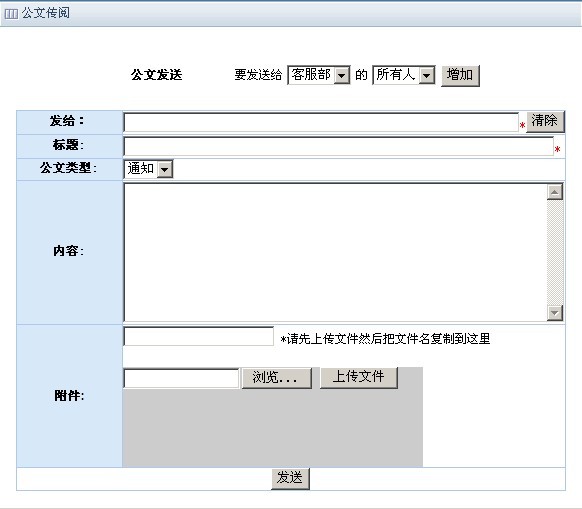 公文传阅
公文发送 要发送给 客服部 的 所有人 增加
发给： * 清除
标题: *
公文类型: 通知
内容:
*请先上传文件然后把文件名复制到这里
附件: 浏览... 上传文件
发送